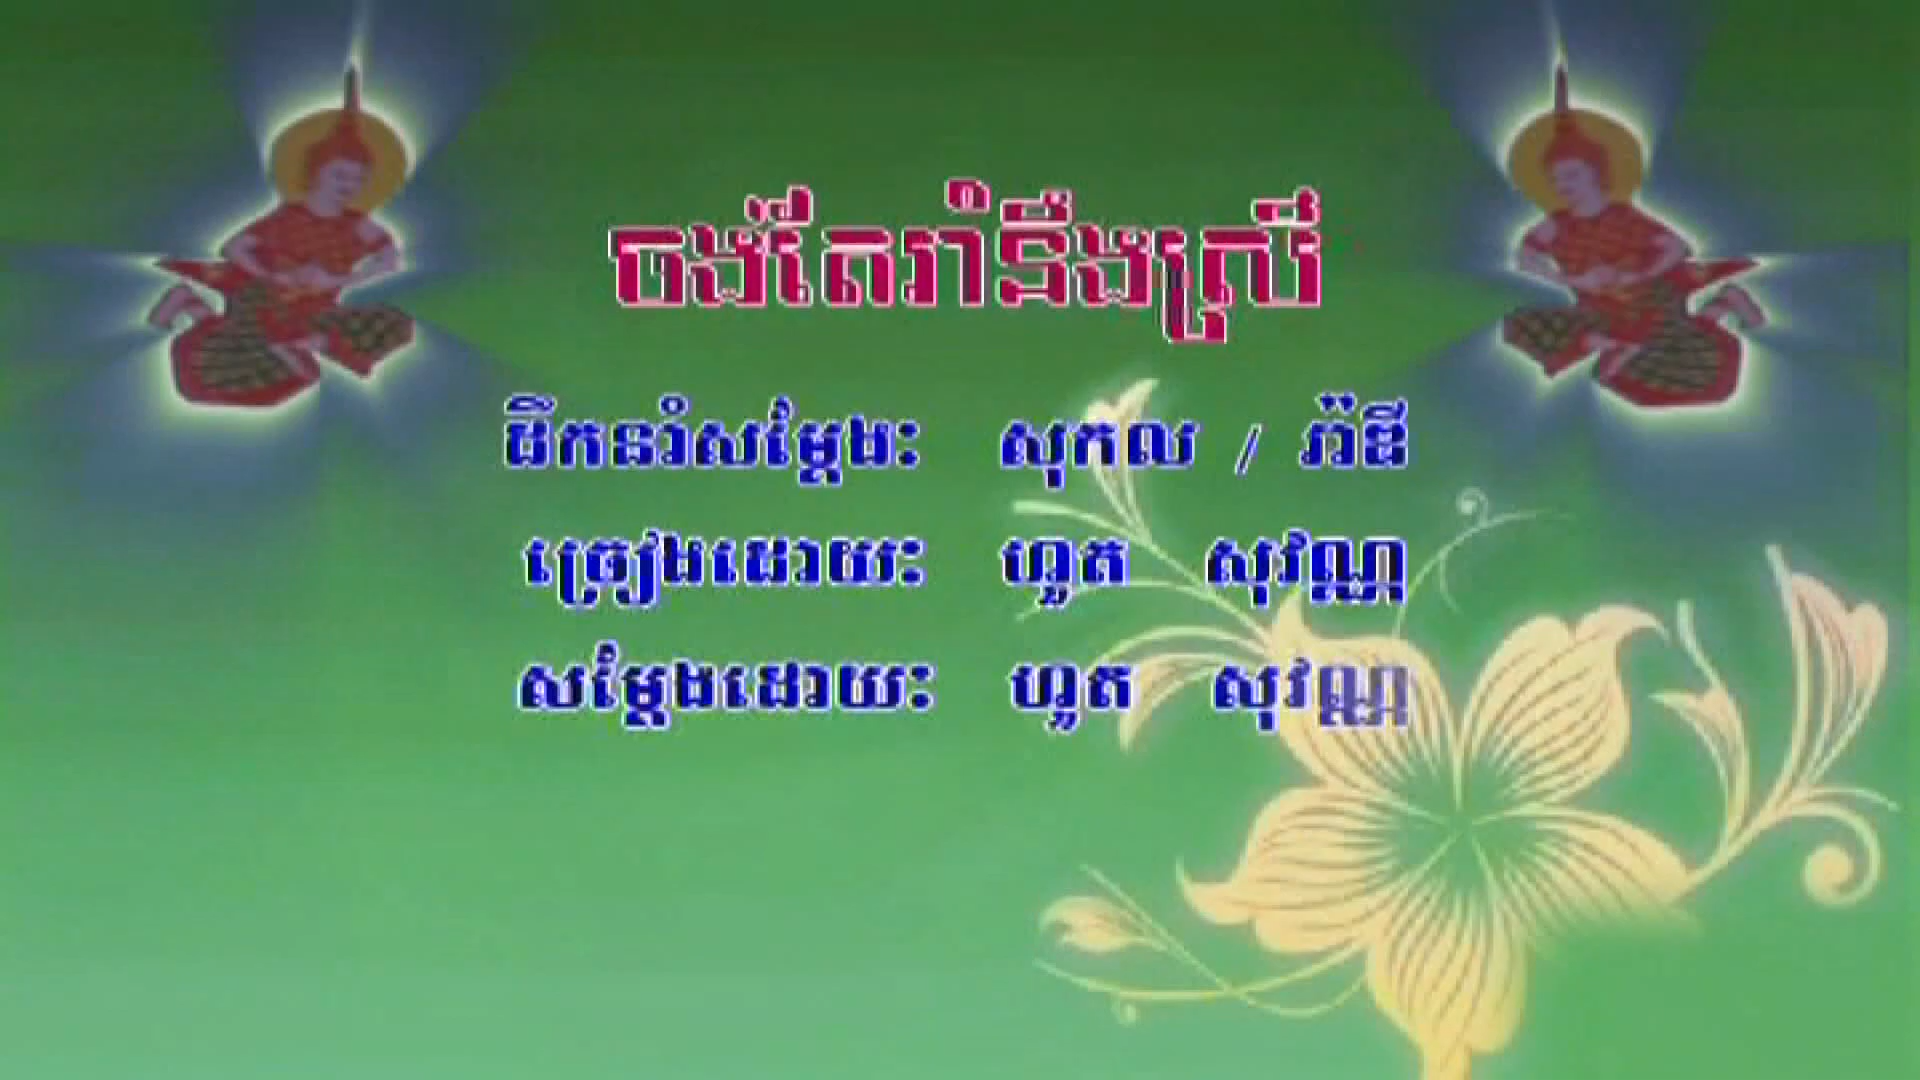 ចង់តែរាំនឹងស្រី
ដឹកនាំសម្ដែងៈ សុកល / រ៉ាឌី
ច្រៀងដោយៈ ហួត សុវណ្ណ
សម្ដែងដោយៈ ហួត សុវណ្ណ